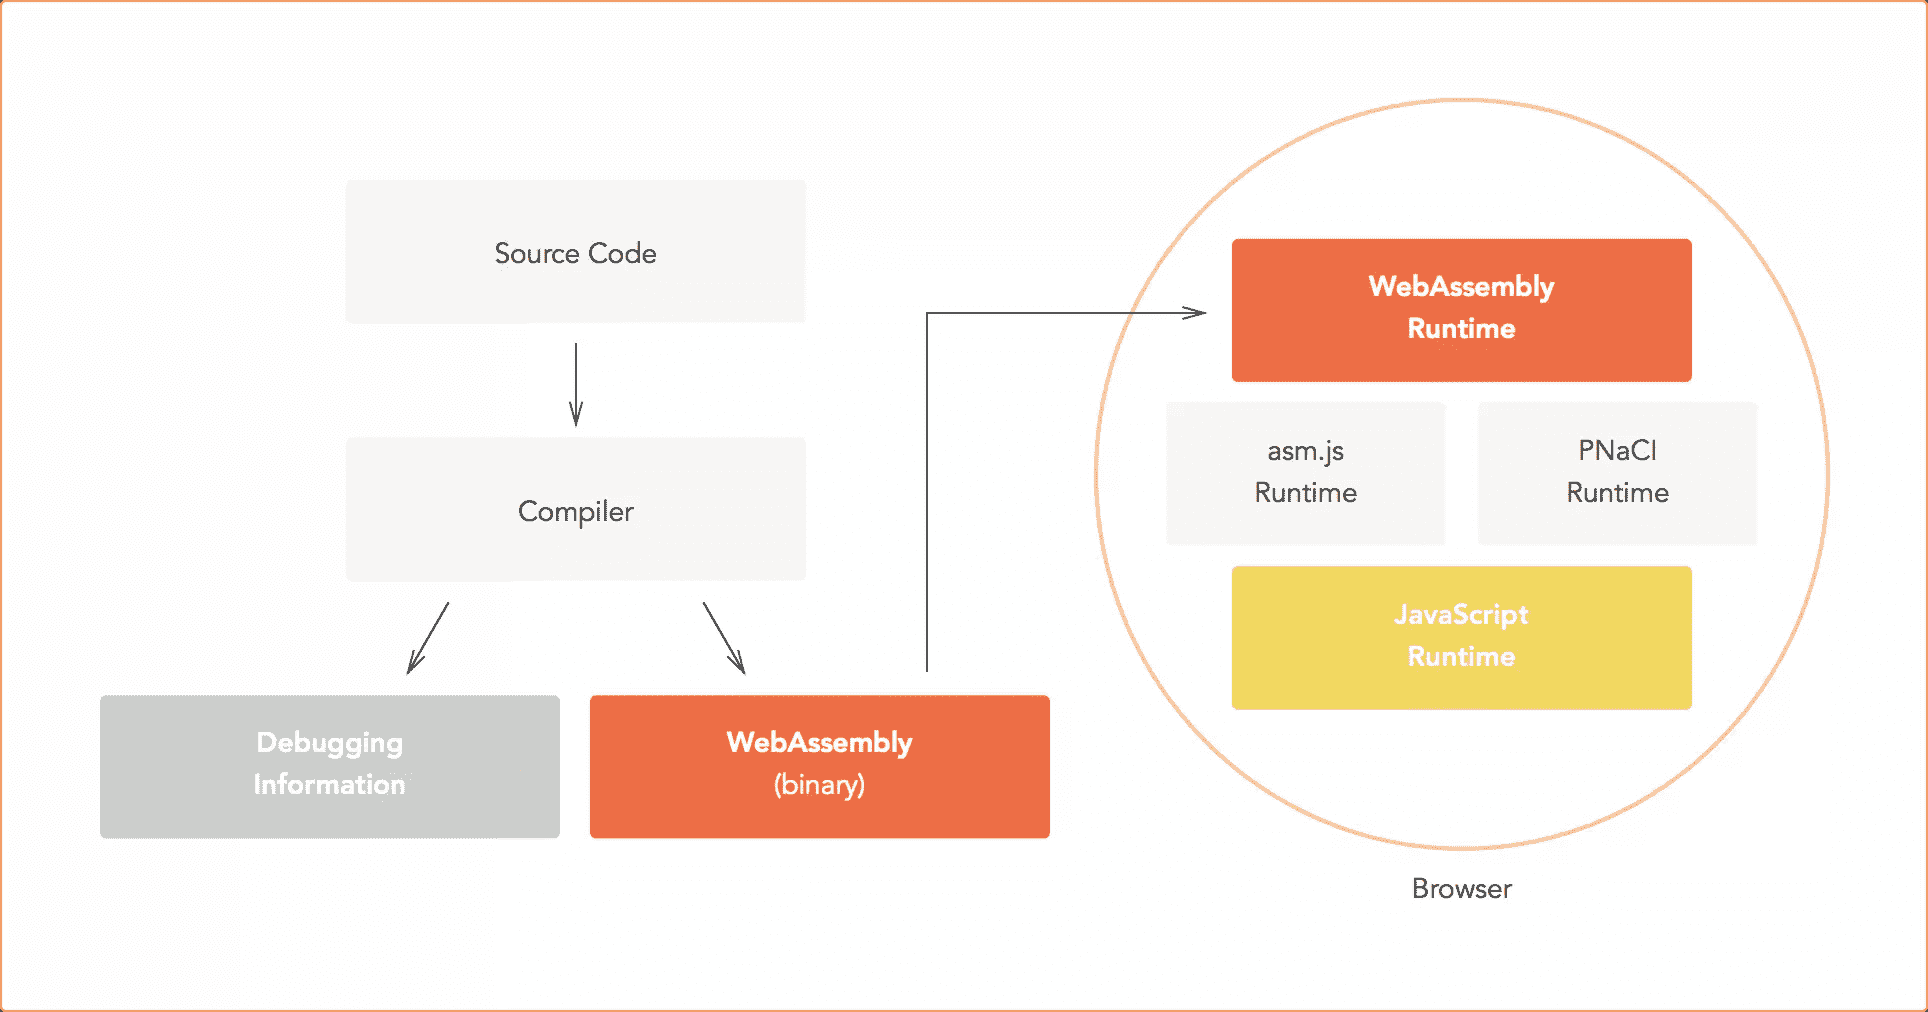 Source Code
Compiler
Debugging
Information
WebAssembly
(binary)
WebAssembly
Runtime
asm.js
Runtime
PNaCl
Runtime
JavaScript
Runtime
Browser